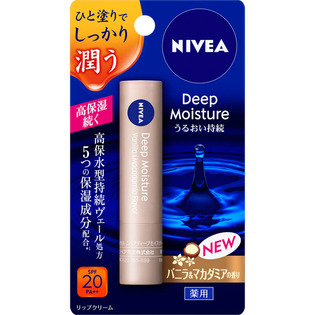 ひと塗りで
しっかり
潤う
高保湿
続く
高保水型持続ヴェール処方
5つの保湿成分配合
SPF
20
PA++
リップクリーム
NIVEA
Deep
Moisture
うるおい持続
NIVEA
Deep Moisture
Vanilla Macadamia Flavor
NEW
バニラ&マカダミアの香り
薬用